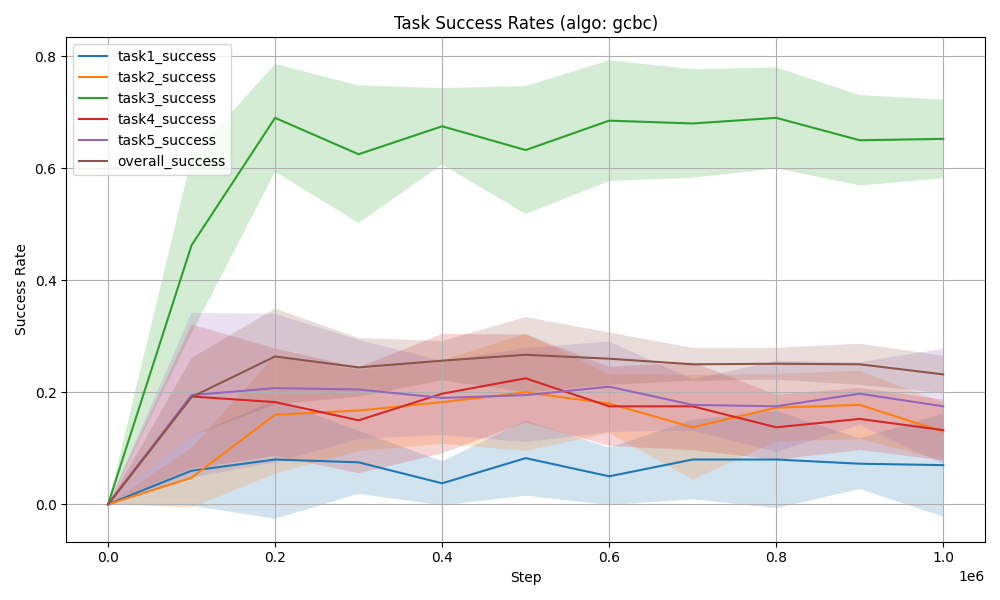 Task Success Rates (algo: gcbc)
task1_success
task2_success
task3_success
task4_success
task5_success
overall_success
Success Rate
0.8
0.6
0.4
0.2
0.0
0.0 0.2 0.4 0.6 0.8 1.0
1e6
Step